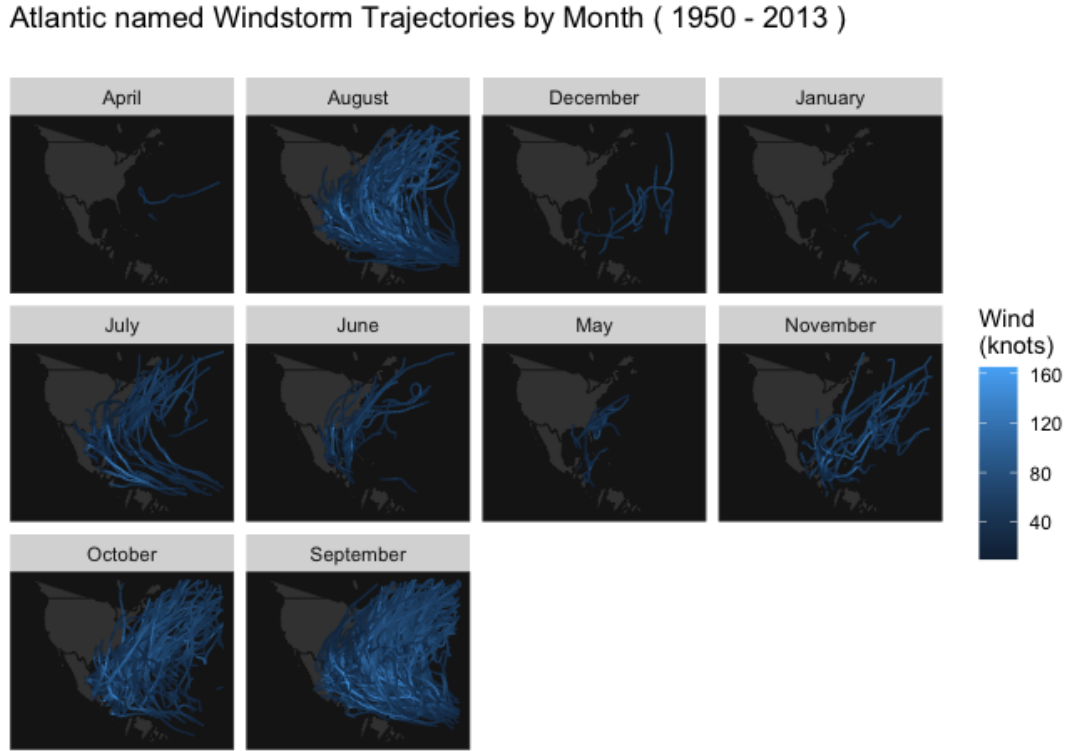 Atlantic named Windstorm Trajectories by Month ( 1950 - 2013 )
April
August
December
January
July
June
May
November
October
September
Wind
(knots)
160
120
80
40